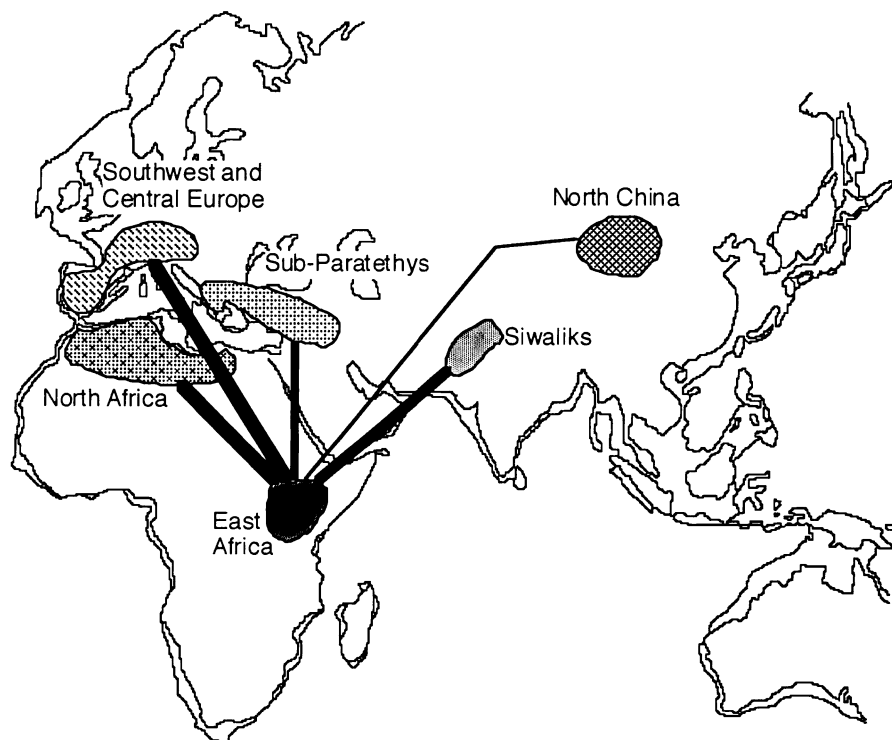 Southwest and
Central Europe
North China
Sub-Paratethys
Siwaliks
North Africa
East
Africa